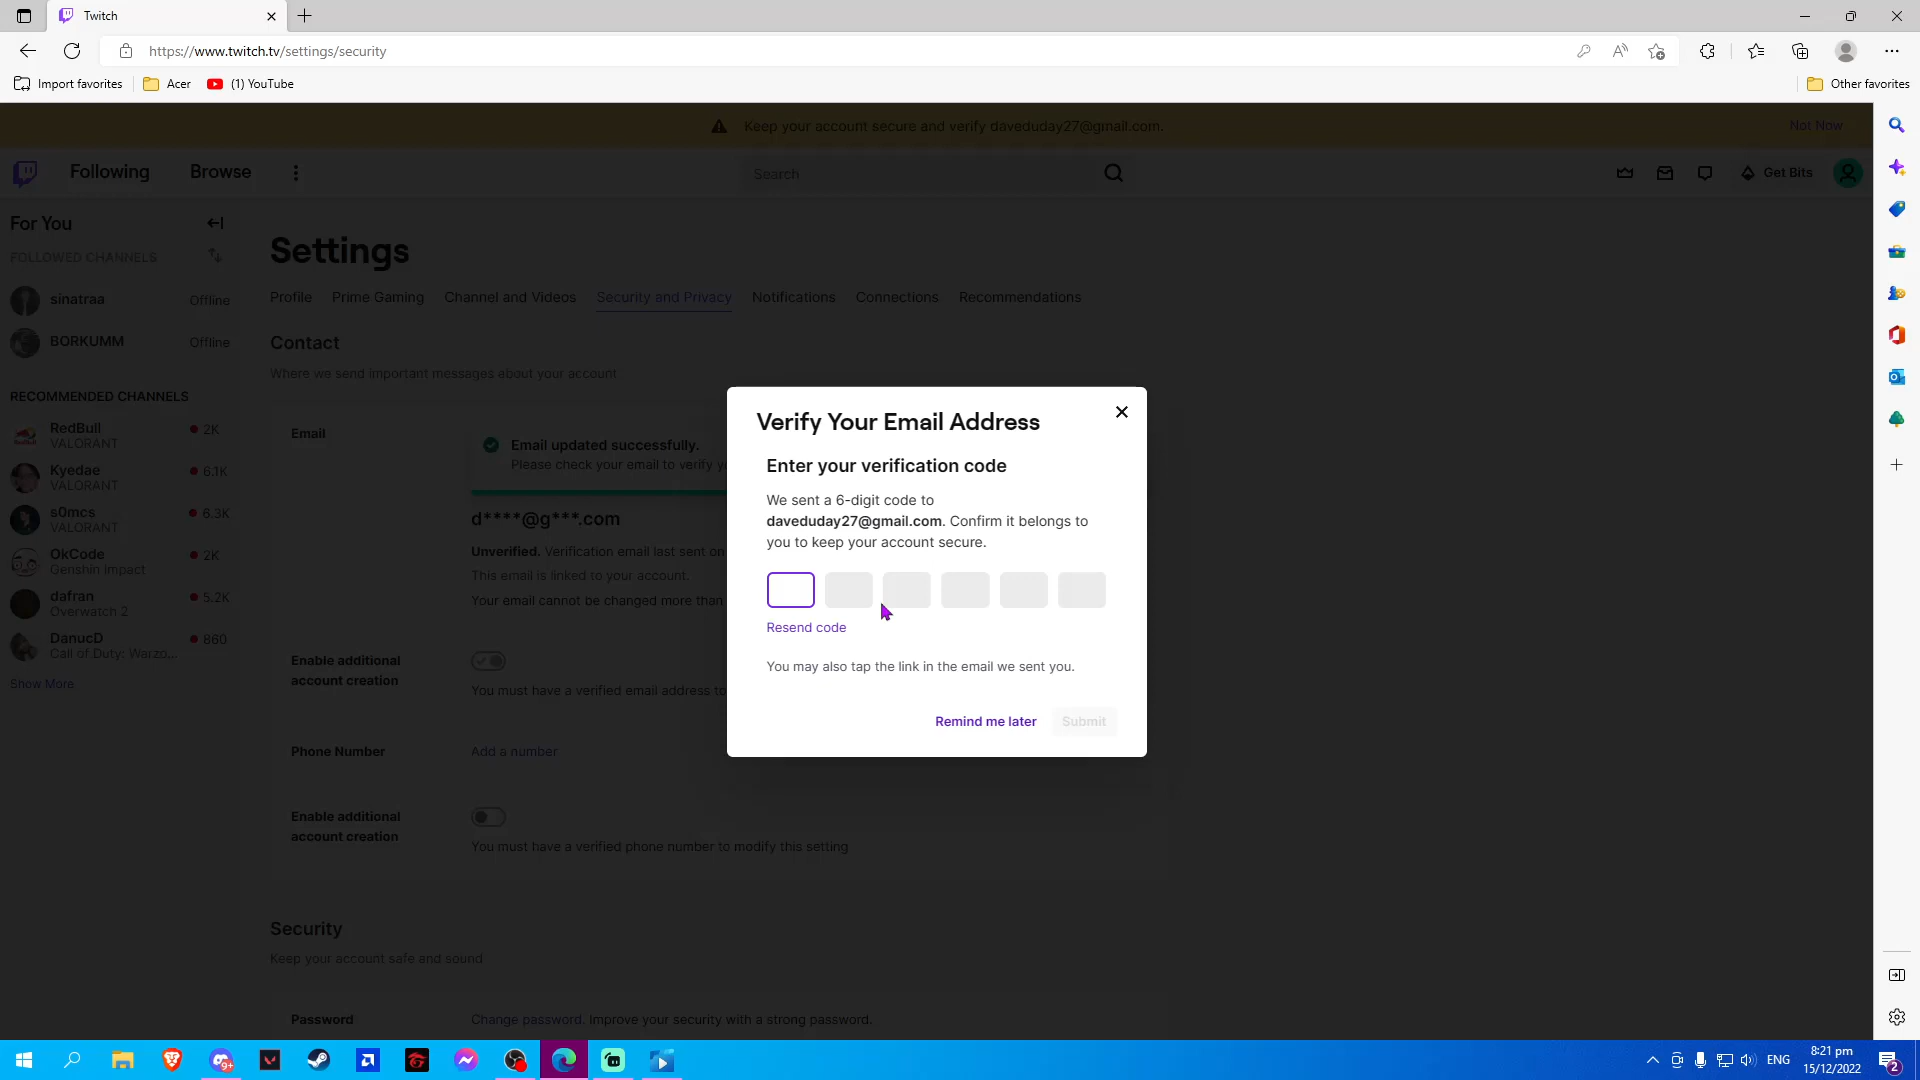 Twitch
https://www.twitch.tv/settings/security
Import favorites
Acer
(1) YouTube
Other favorites
Keep your account secure and verify daveduday27@gmail.com.
Not Now
Following
Browse
Search
Get Bits
For You
FOLLOWED CHANNELS
sinatraa
Offline
BORKUMM
Offline
RECOMMENDED CHANNELS
RedBull
2K
VALORANT
Kyedae
6.1K
VALORANT
s0mcs
6.3K
VALORANT
OkCode
2K
Genshin Impact
dafran
5.2K
Overwatch 2
DanucD
860
Call of Duty: Warzo...
Show More
Settings
Profile
Prime Gaming
Channel and Videos
Security and Privacy
Notifications
Connections
Recommendations
Contact
Where we send important messages about your account
Email
Email updated successfully.
Please check your email to verify
d****@g***.com
Unverified. Verification email last sent on
This email is linked to your account.
Your email cannot be changed more than
Enable additional
account creation
You must have a verified email address to
Phone Number
Add a number
Enable additional
account creation
You must have a verified phone number to modify this setting
Security
Keep your account safe and sound
Password
Change password. Improve your security with a strong password.
Verify Your Email Address
Enter your verification code
We sent a 6-digit code to
daveduday27@gmail.com. Confirm it belongs to
you to keep your account secure.
Resend code
You may also tap the link in the email we sent you.
Remind me later
Submit
9+
ENG
8:21 pm
15/12/2022
2